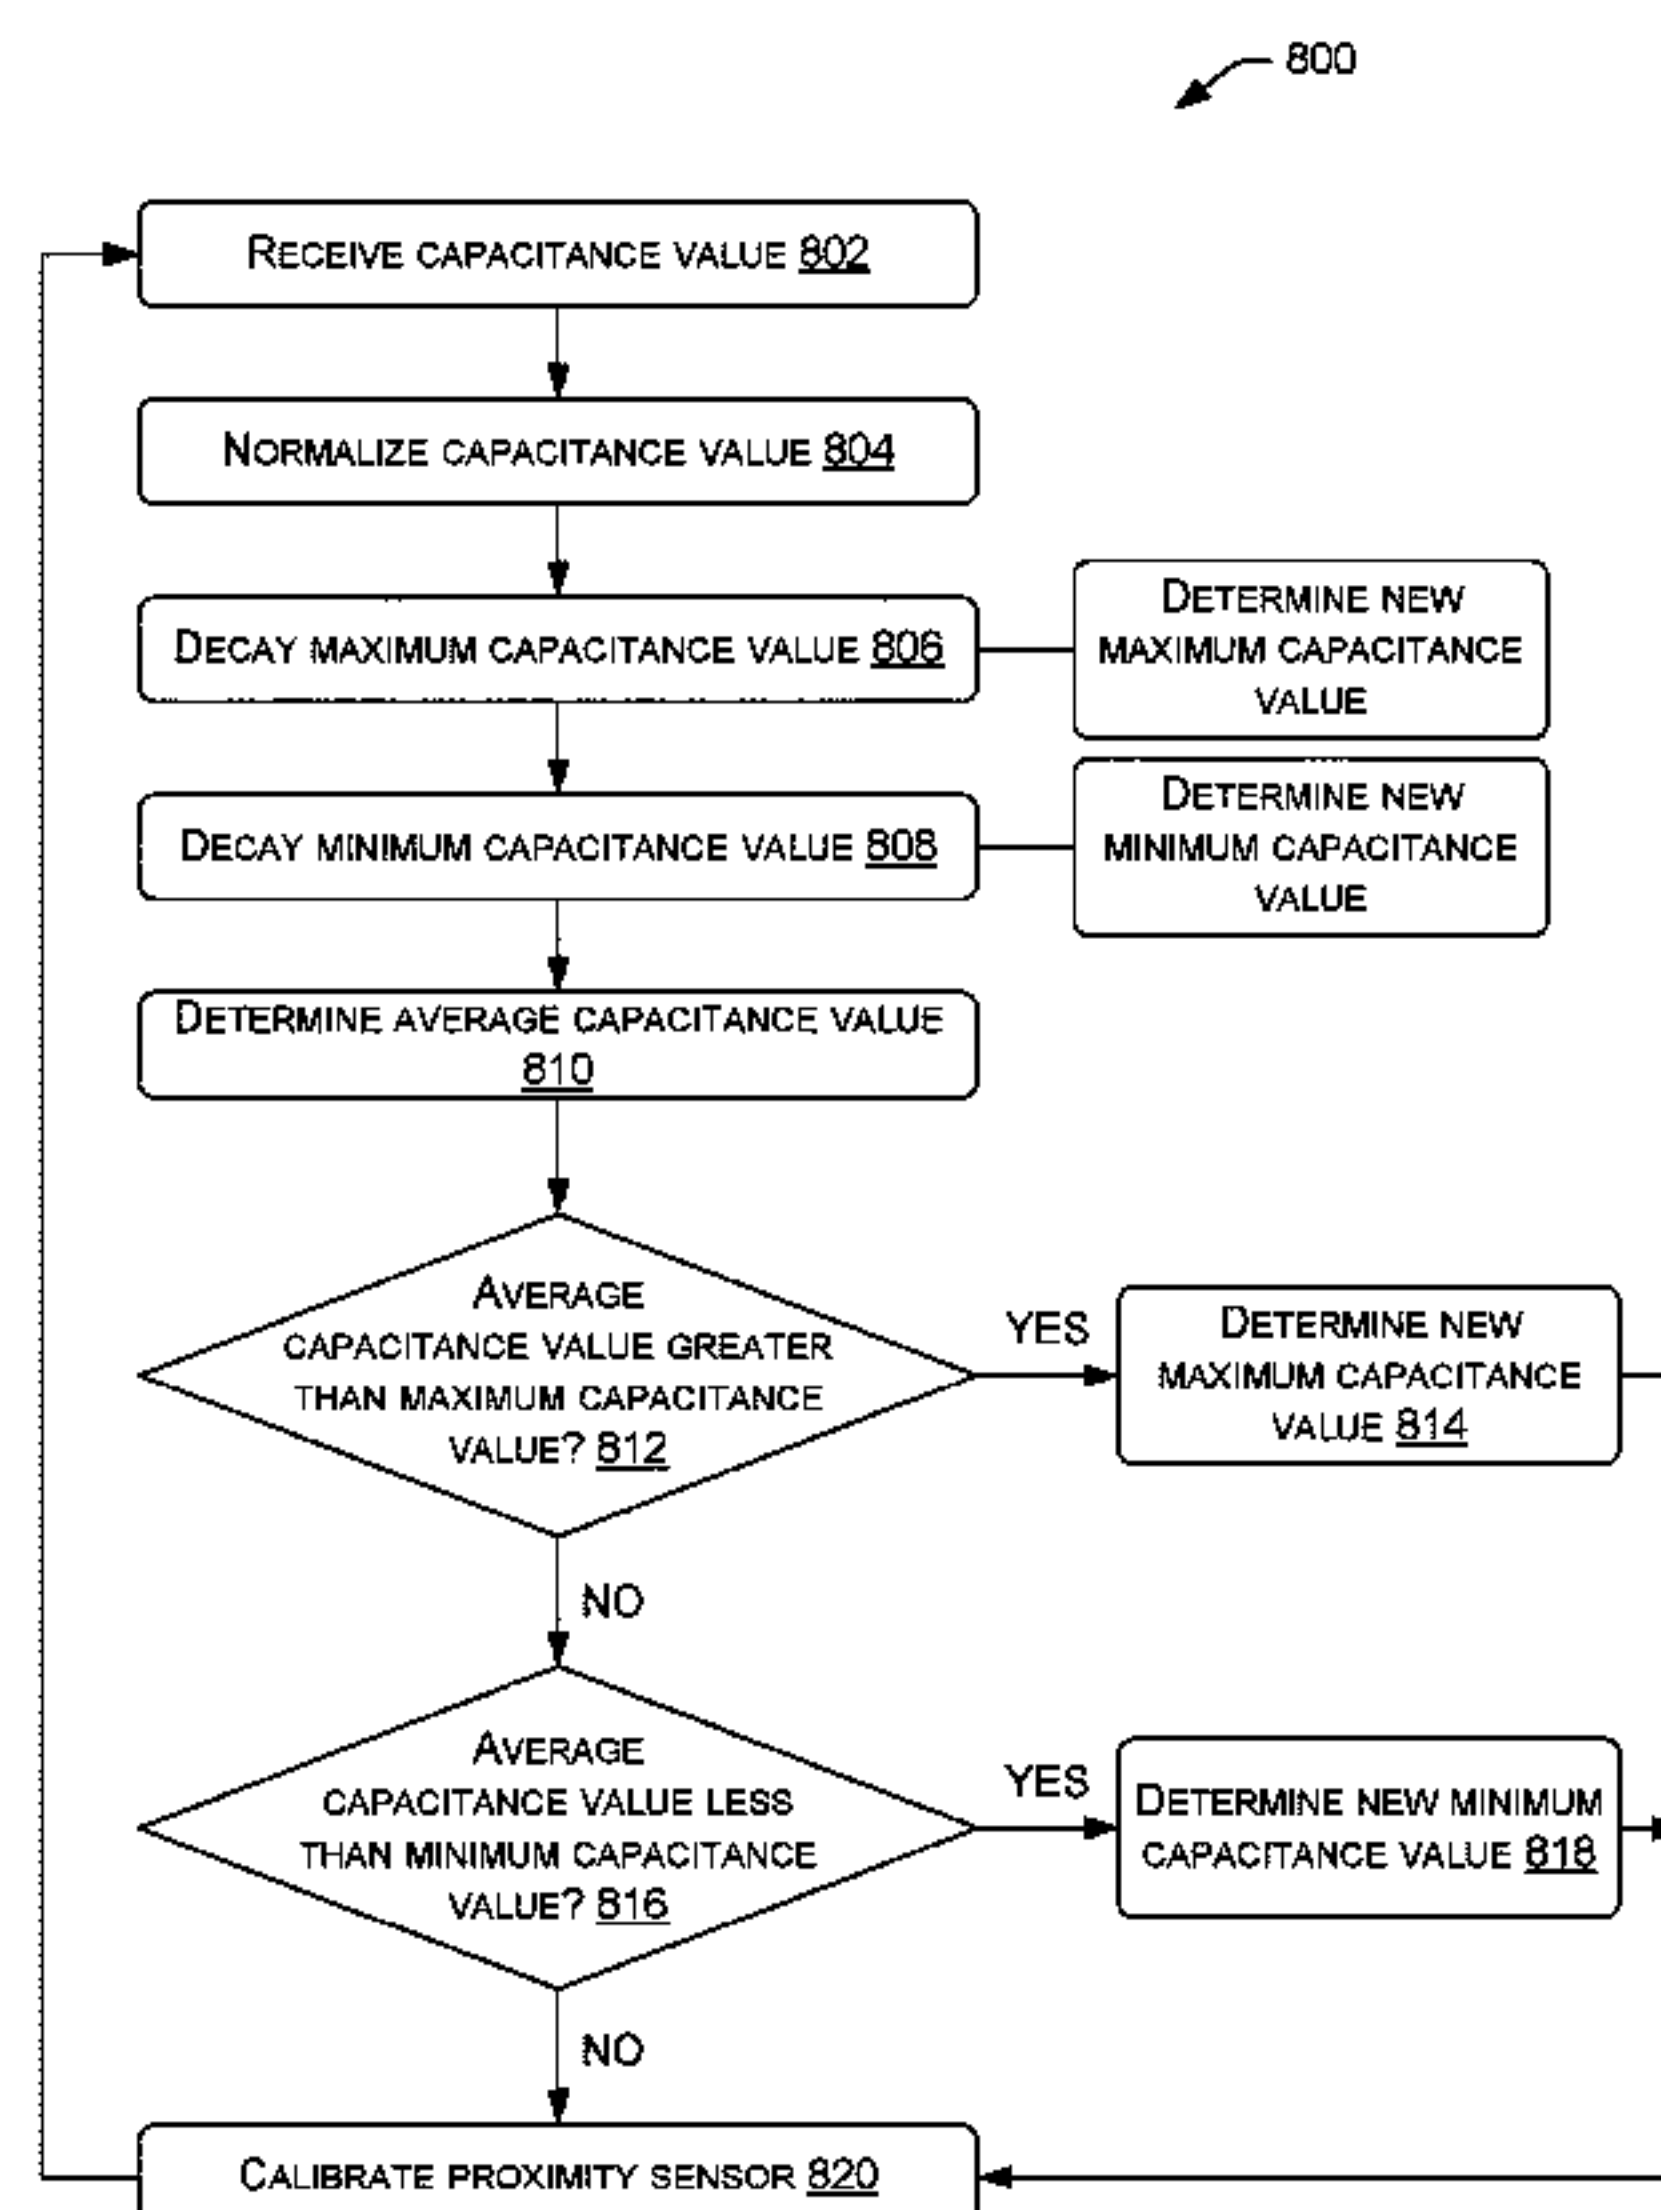 800
RECEIVE CAPACITANCE VALUE 802
NORMALIZE CAPACITANCE VALUE 804
DECAY MAXIMUM CAPACITANCE VALUE 806
DETERMINE NEW
MAXIMUM CAPACITANCE
VALUE
DECAY MINIMUM CAPACITANCE VALUE 808
DETERMINE NEW
MINIMUM CAPACITANCE
VALUE
DETERMINE AVERAGE CAPACITANCE VALUE
810
AVERAGE
CAPACITANCE VALUE GREATER
THAN MAXIMUM CAPACITANCE
VALUE? 812
YES
DETERMINE NEW
MAXIMUM CAPACITANCE
VALUE 814
NO
AVERAGE
CAPACITANCE VALUE LESS
THAN MINIMUM CAPACITANCE
VALUE? 816
YES
DETERMINE NEW MINIMUM
CAPACITANCE VALUE 818
NO
CALIBRATE PROXIMITY SENSOR 820